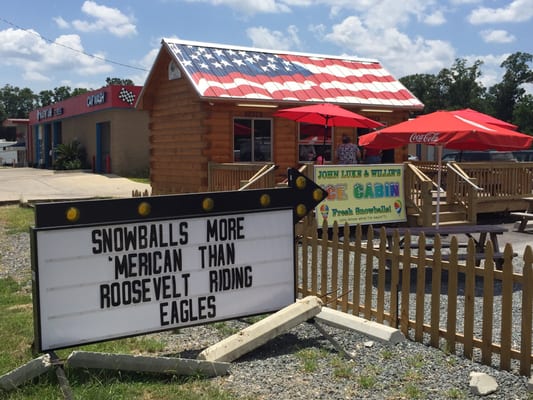 SNOWBALLS MORE
'MERICAN THAN
ROOSEVELT RIDING
EAGLES
JOHN LUKE & WILLIE'S
ICE CABIN
Fresh Snowballs!
Coca-Cola